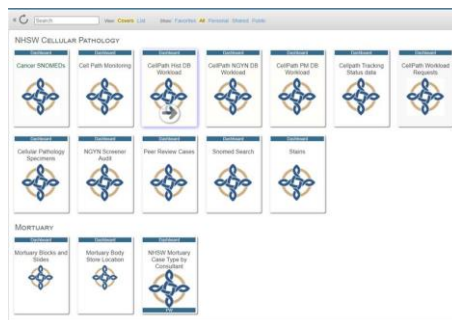 Search
View: Covers List
Show: Favorites All Personal Shared Public
NHSW CELLULAR PATHOLOGY
Dashboard
Cancer SNOMEDs
Dashboard
Cell Path Monitoring
Dashboard
CellPath Hist DB
Workload
Dashboard
CellPath NGYN DB
Workload
Dashboard
CellPath PM DB
Workload
Dashboard
Cellpath Tracking
Status data
Dashboard
CellPath Workload
Requests
Dashboard
Cellular Pathology
Specimens
Dashboard
NGYN Screener
Audit
Dashboard
Peer Review Cases
Dashboard
Snomed Search
Dashboard
Stains
MORTUARY
Dashboard
Mortuary Blocks and
Slides
Dashboard
Mortuary Body
Store Location
Dashboard
NHSW Mortuary
Case Type by
Consultant